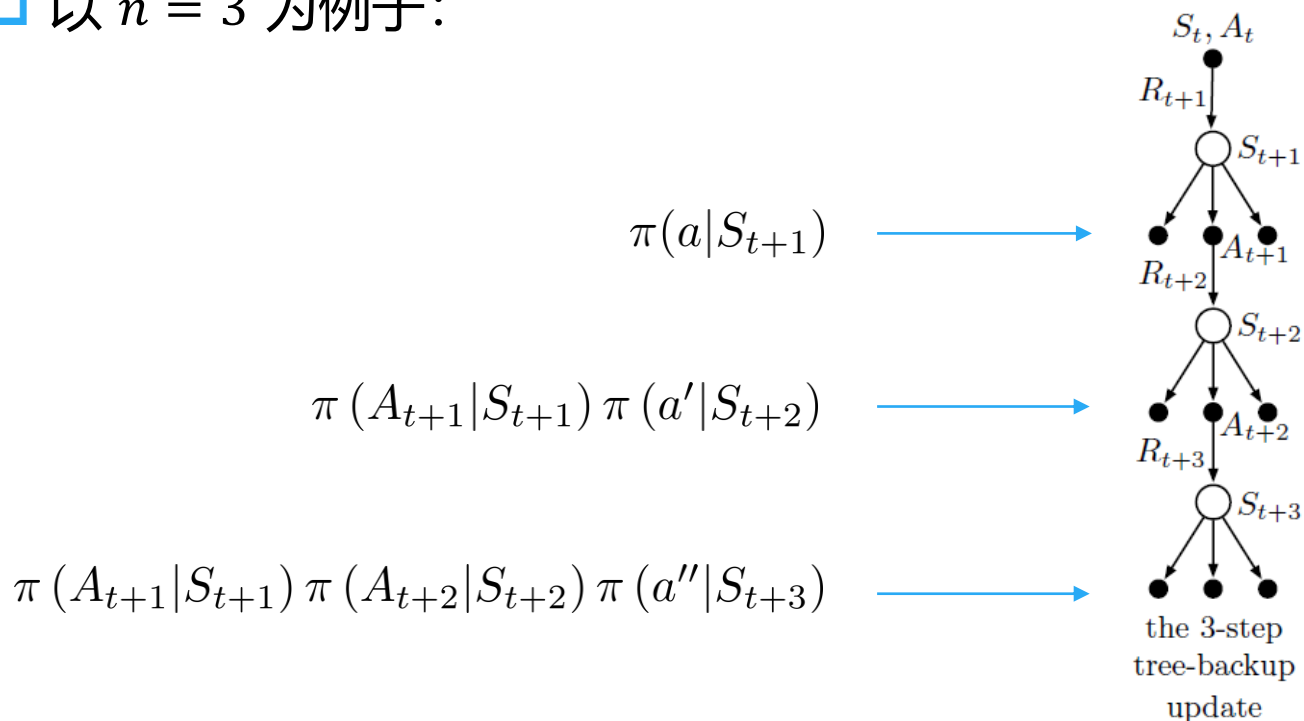 以 n = 3 为例子：
S_t, A_t
R_{t+1}
S_{t+1}
π(a|S_{t+1})
A_{t+1}
R_{t+2}
S_{t+2}
π (A_{t+1}|S_{t+1}) π (a′|S_{t+2})
A_{t+2}
R_{t+3}
S_{t+3}
π (A_{t+1}|S_{t+1}) π (A_{t+2}|S_{t+2}) π (a″|S_{t+3})
the 3-step
tree-backup
update